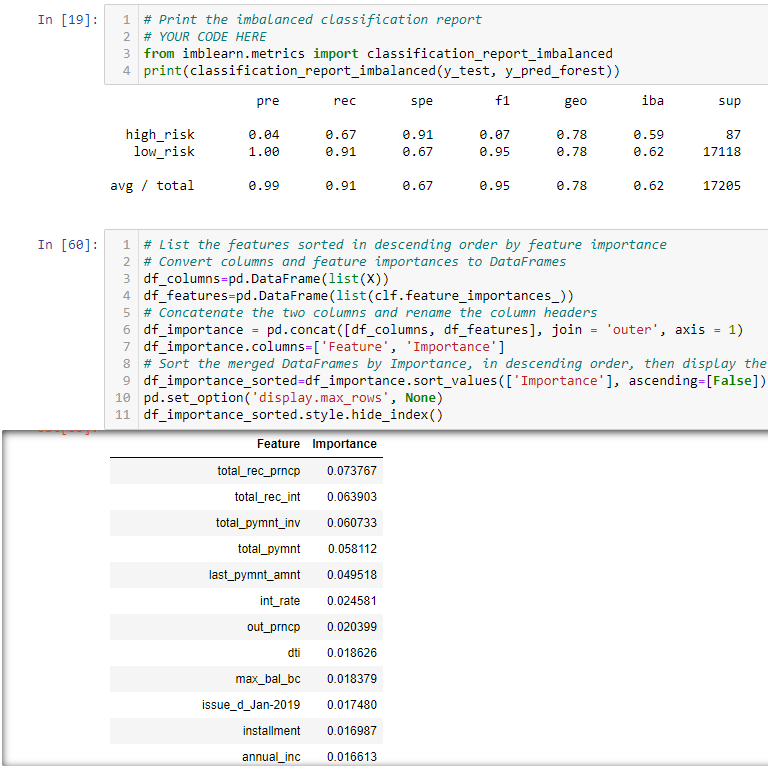 In [19]:
1 # Print the imbalanced classification report
2 # YOUR CODE HERE
3 from imblearn.metrics import classification_report_imbalanced
4 print(classification_report_imbalanced(y_test, y_pred_forest))
pre rec spe f1 geo iba sup
high_risk 0.04 0.67 0.91 0.07 0.78 0.59 87
low_risk 1.00 0.91 0.67 0.95 0.78 0.62 17118
avg / total 0.99 0.91 0.67 0.95 0.78 0.62 17205
In [60]:
1 # List the features sorted in descending order by feature importance
2 # Convert columns and feature importances to DataFrames
3 df_columns=pd.DataFrame(list(X))
4 df_features=pd.DataFrame(list(clf.feature_importances_))
5 # Concatenate the two columns and rename the column headers
6 df_importance = pd.concat([df_columns, df_features], join = 'outer', axis = 1)
7 df_importance.columns=['Feature', 'Importance']
8 # Sort the merged DataFrames by Importance, in descending order, then display the
9 df_importance_sorted=df_importance.sort_values(['Importance'], ascending=[False])
10 pd.set_option('display.max_rows', None)
11 df_importance_sorted.style.hide_index()
Feature Importance
total_rec_prncp 0.073767
total_rec_int 0.063903
total_pymnt_inv 0.060733
total_pymnt 0.058112
last_pymnt_amnt 0.049518
int_rate 0.024581
out_prncp 0.020399
dti 0.018626
max_bal_bc 0.018379
issue_d_Jan-2019 0.017480
installment 0.016987
annual_inc 0.016613